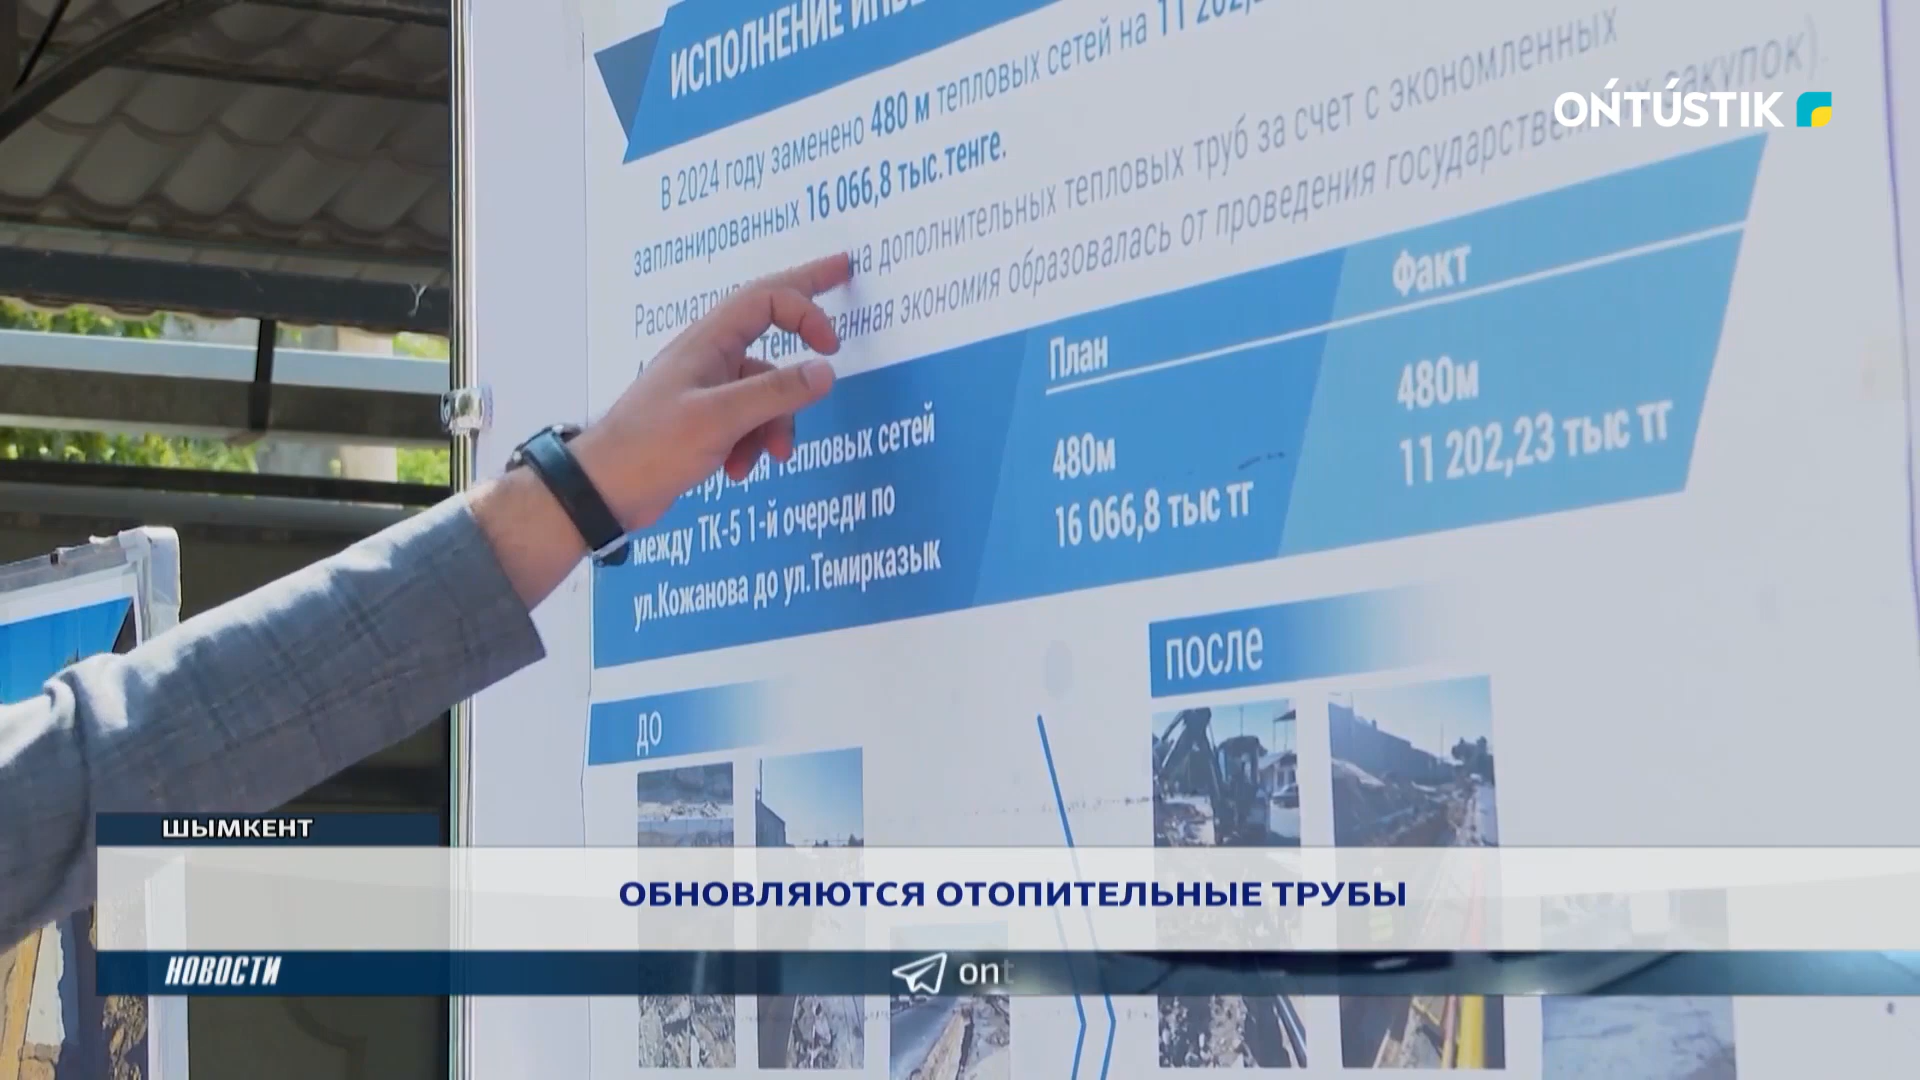 ИСПОЛНЕНИЕ
OŃTÚSTIK
В 2024 году заменено 480 м тепловых сетей на 11 202,
запланированных 16 066,8 тыс.тенге.
на дополнительных тепловых труб за счет с экономленных
тенге данная экономия образовалась от проведения государственных закупок).
План
Факт
тепловых сетей
между ТК-5 1-й очереди по
ул.Кожанова до ул.Темирказык
480м
16 066,8 тыс тг
480м
11 202,23 тыс тг
ДО
ПОСЛЕ
ШЫМКЕНТ
ОБНОВЛЯЮТСЯ ОТОПИТЕЛЬНЫЕ ТРУБЫ
НОВОСТИ
ont